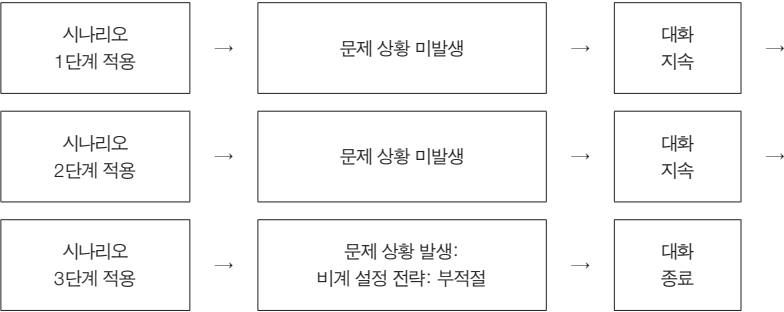 시나리오
1단계 적용
→
문제 상황 미발생
→
대화
지속
→
시나리오
2단계 적용
→
문제 상황 미발생
→
대화
지속
→
시나리오
3단계 적용
→
문제 상황 발생:
비계 설정 전략: 부적절
→
대화
종료